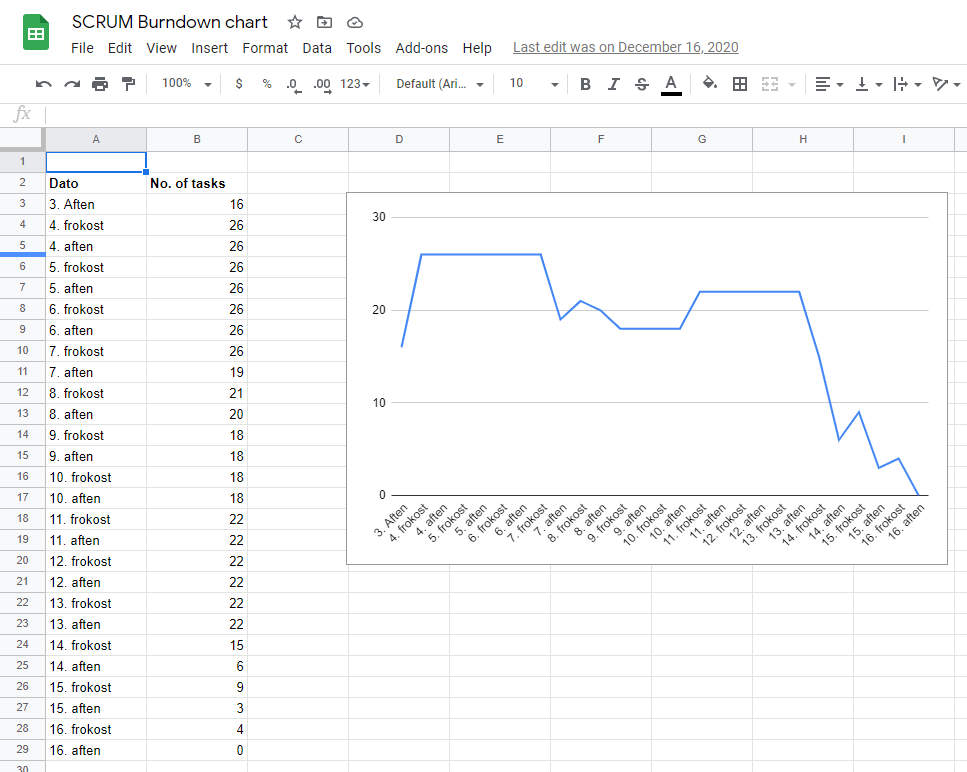 SCRUM Burndown chart
File Edit View Insert Format Data Tools Add-ons Help Last edit was on December 16, 2020
100% $ % .0 .00 123 Default (Ari... 10 B I S A
fx
A B C D E F G H I
1
2 Dato No. of tasks
3 3. Aften 16
4 4. frokost 26
5 4. aften 26
6 5. frokost 26
7 5. aften 26
8 6. frokost 26
9 6. aften 26
10 7. frokost 26
11 7. aften 19
12 8. frokost 21
13 8. aften 20
14 9. frokost 18
15 9. aften 18
16 10. frokost 18
17 10. aften 18
18 11. frokost 22
19 11. aften 22
20 12. frokost 22
21 12. aften 22
22 13. frokost 22
23 13. aften 22
24 14. frokost 15
25 14. aften 6
26 15. frokost 9
27 15. aften 3
28 16. frokost 4
29 16. aften 0
30
30
20
10
0
3. Aften
4. frokost
4. aften
5. frokost
5. aften
6. frokost
6. aften
7. frokost
7. aften
8. frokost
8. aften
9. frokost
9. aften
10. frokost
10. aften
11. frokost
11. aften
12. frokost
12. aften
13. frokost
13. aften
14. frokost
14. aften
15. frokost
15. aften
16. frokost
16. aften